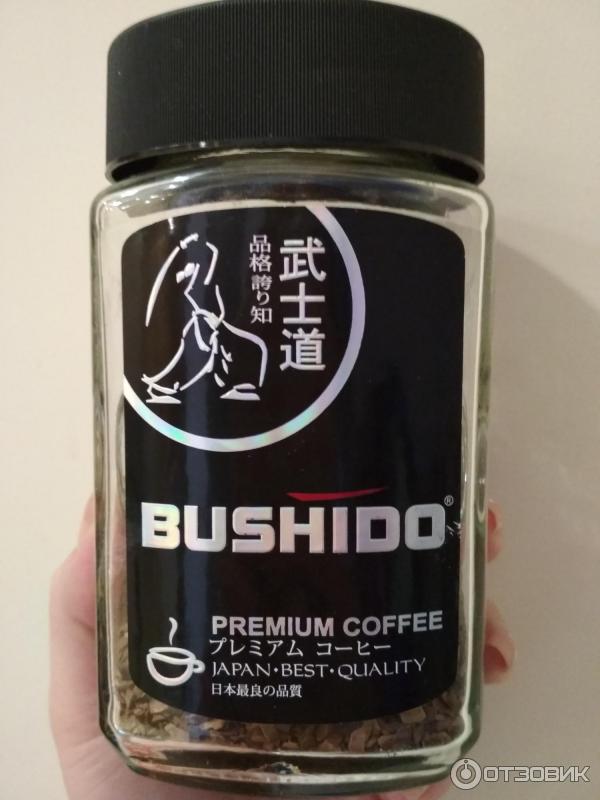 武士道
品格誇り知
BUSHIDO®
PREMIUM COFFEE
プレミアム コーヒー
JAPAN·BEST·QUALITY
日本最良の品質
ОТЗОВИК